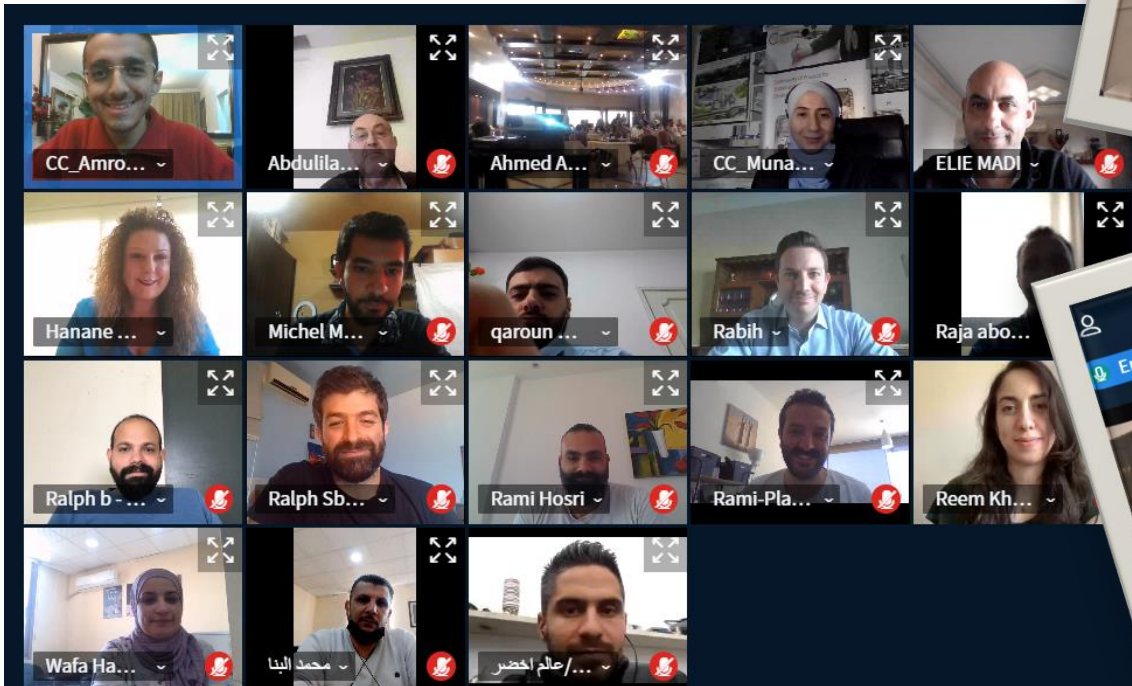 CC_Amro...
Abdulila...
Ahmed A...
CC_Muna...
ELIE MADI
Hanane ...
Michel M...
qaroun ...
Rabih
Raja abo...
Ralph b - ...
Ralph Sb...
Rami Hosri
Rami-Pla...
Reem Kh...
Wafa Ha...
محمد البنا
عالم اخضر/...